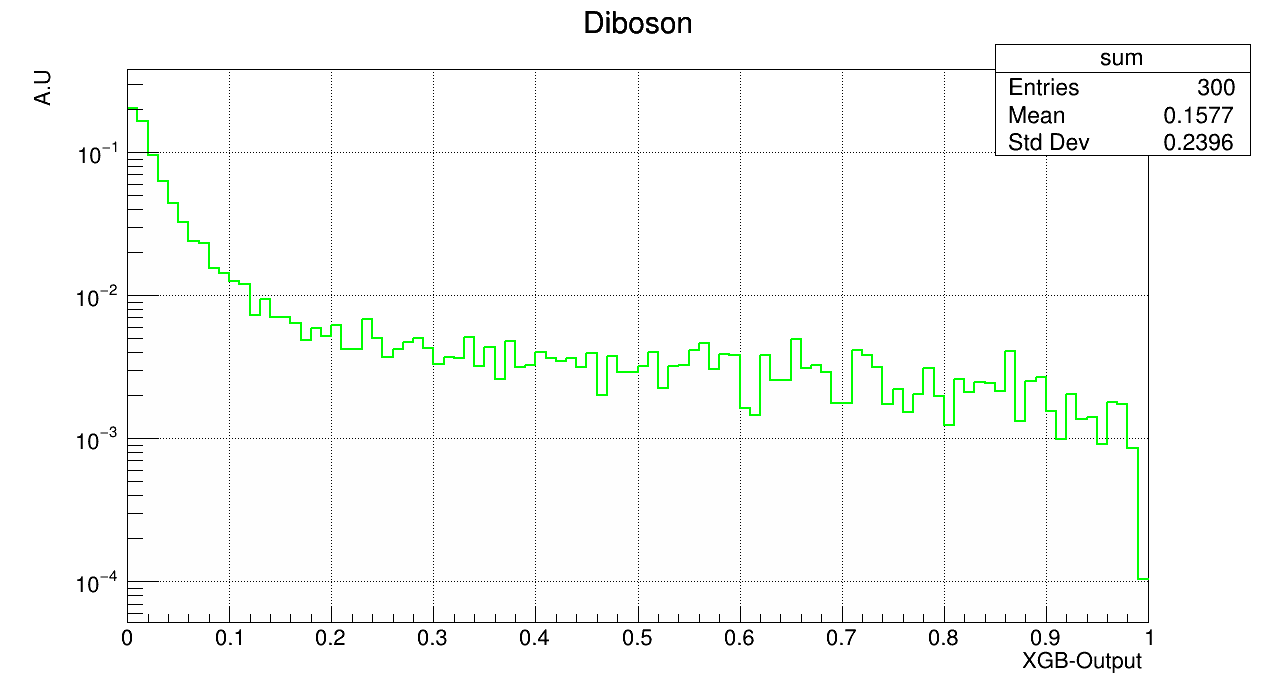 Diboson
A.U
sum
Entries 300
Mean 0.1577
Std Dev 0.2396
10⁻¹
10⁻²
10⁻³
10⁻⁴
0 0.1 0.2 0.3 0.4 0.5 0.6 0.7 0.8 0.9 1
XGB-Output